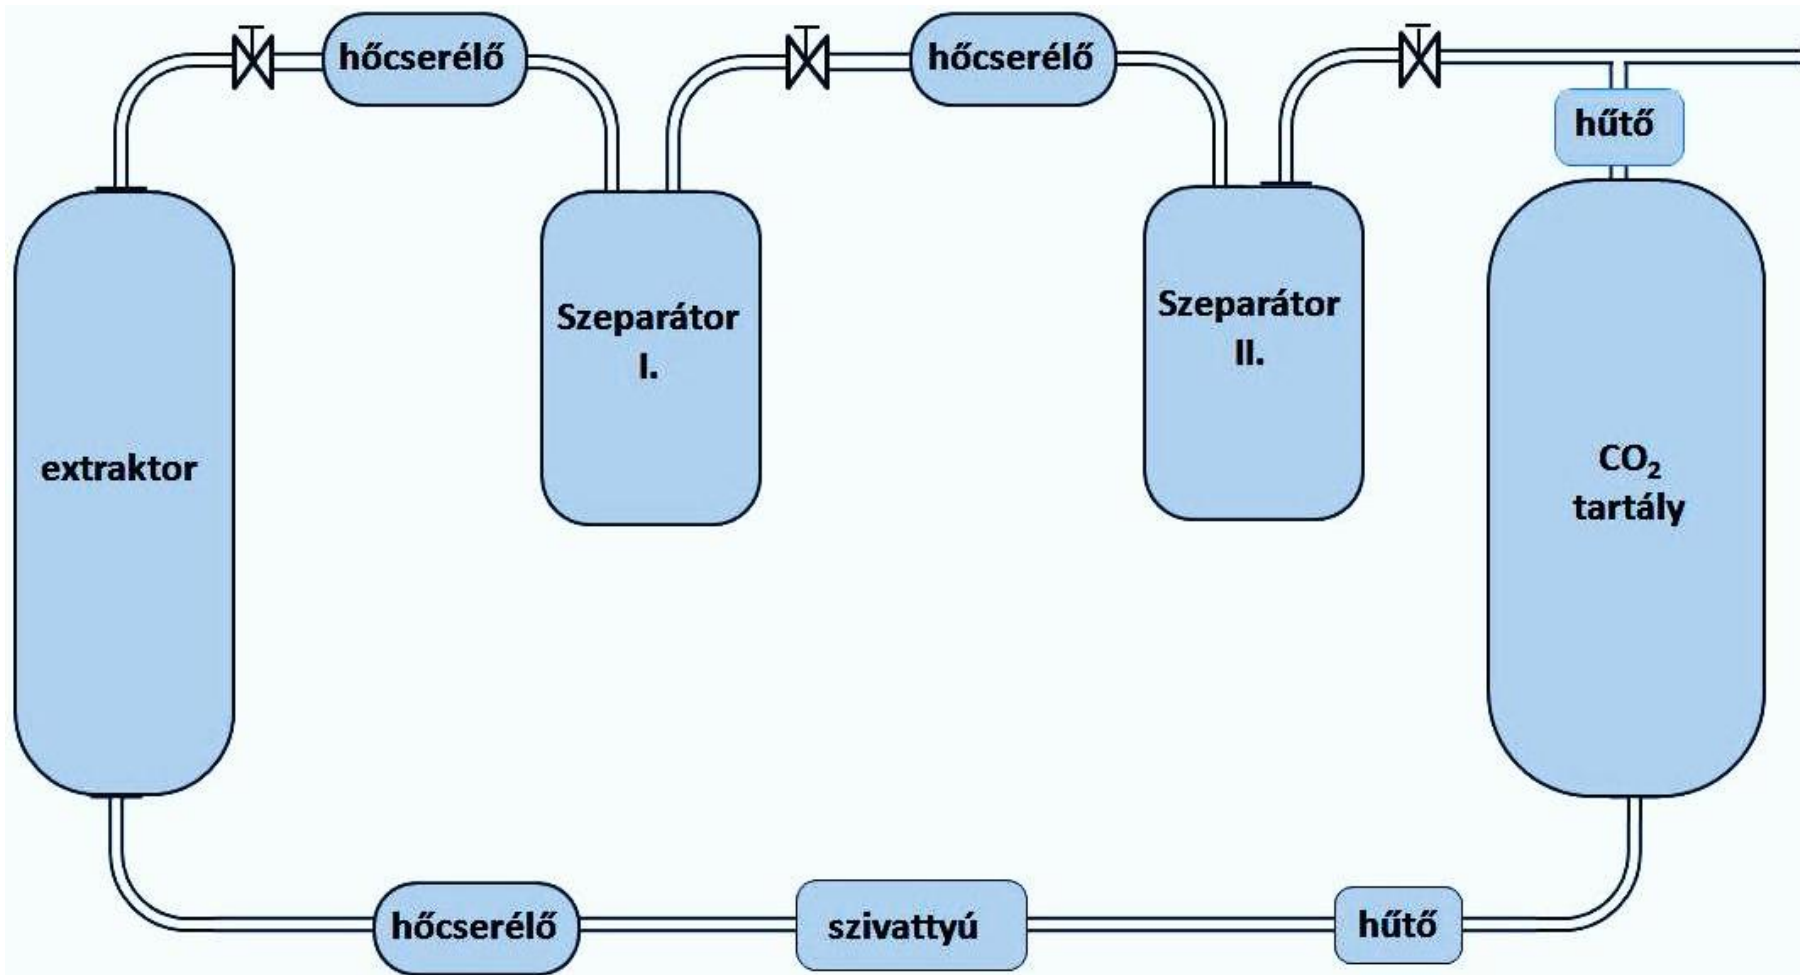 hőcserélő
hőcserélő
hűtő
Szeparátor
I.
Szeparátor
II.
extraktor
CO₂
tartály
hőcserélő
szivattyú
hűtő